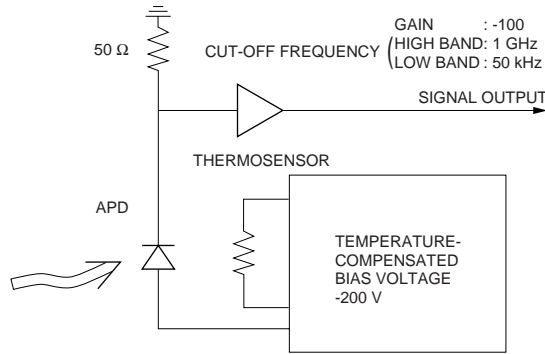 GAIN : -100
50 Ω
CUT-OFF FREQUENCY
HIGH BAND: 1 GHz
LOW BAND : 50 kHz
SIGNAL OUTPUT
THERMOSENSOR
APD
TEMPERATURE-
COMPENSATED
BIAS VOLTAGE
-200 V